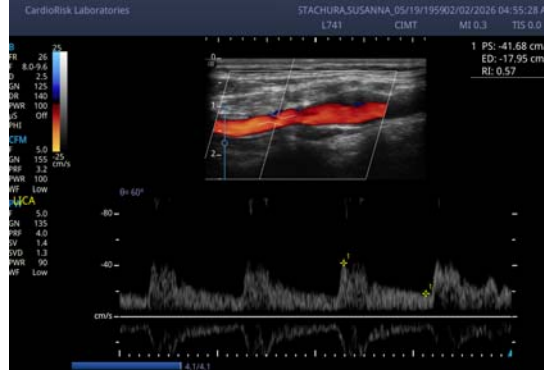 CardioRisk Laboratories
STACHURA,SUSANNA_05/19/195902/02/2026 04:55:28 A
L741 CIMT MI 0.3 TIS 0.0
1 PS: -41.68 cm/
ED: -17.95 cm/
RI: 0.57
B
FR 26
F 8.0-9.6
D 2.5
GN 125
DR 140
PWR 100
µS Off
PHI
25
-25
cm/s
CFM
F 5.0
GN 155
PRF 3.2
PWR 100
WF Low
LICA
F 5.0
GN 135
PRF 4.0
SV 1.4
SVD 1.3
PWR 90
WF Low
0
1
2
θ= 60°
-80
-40
cm/s
1
1
4.1/4.1